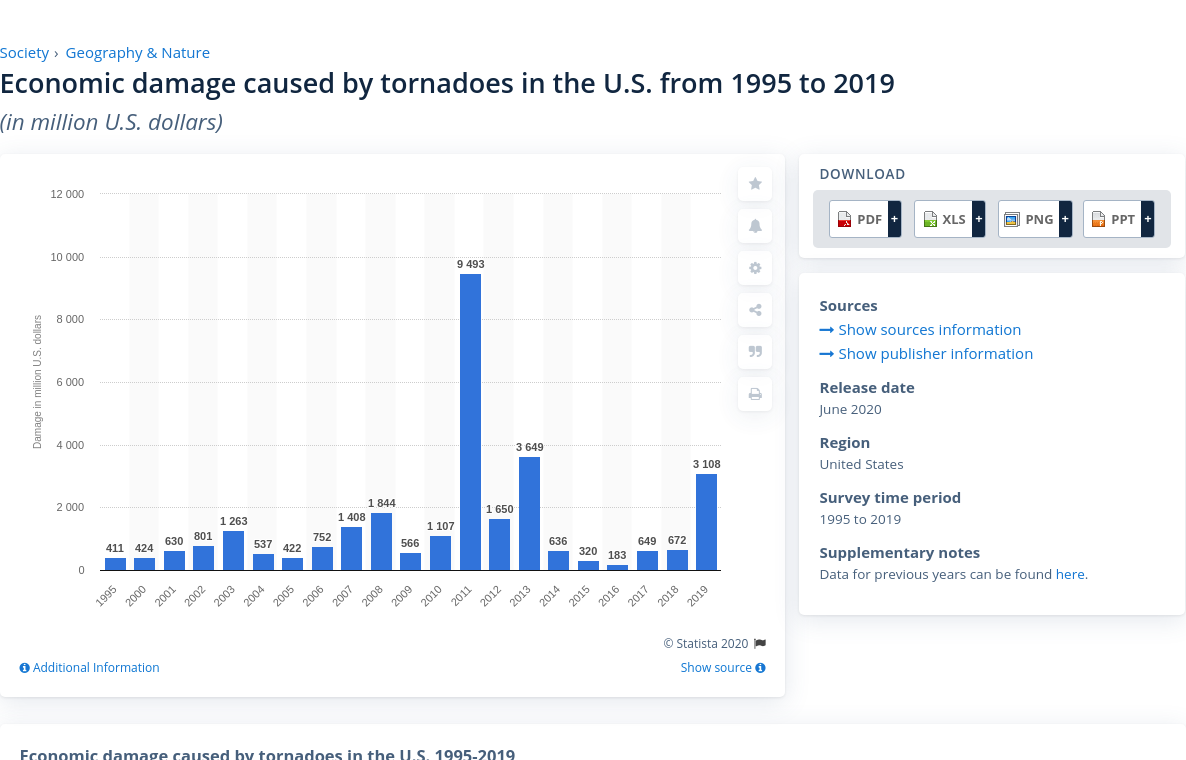 Society › Geography & Nature
Economic damage caused by tornadoes in the U.S. from 1995 to 2019
(in million U.S. dollars)
Damage in million U.S. dollars
12 000
10 000
8 000
6 000
4 000
2 000
0
411
424
630
801
1 263
537
422
752
1 408
1 844
566
1 107
9 493
1 650
3 649
636
320
183
649
672
3 108
1995
2000
2001
2002
2003
2004
2005
2006
2007
2008
2009
2010
2011
2012
2013
2014
2015
2016
2017
2018
2019
© Statista 2020
Additional Information
Show source
DOWNLOAD
PDF + XLS + PNG + PPT +
Sources
Show sources information
Show publisher information
Release date
June 2020
Region
United States
Survey time period
1995 to 2019
Supplementary notes
Data for previous years can be found here.
Economic damage caused by tornadoes in the U.S. 1995-2019